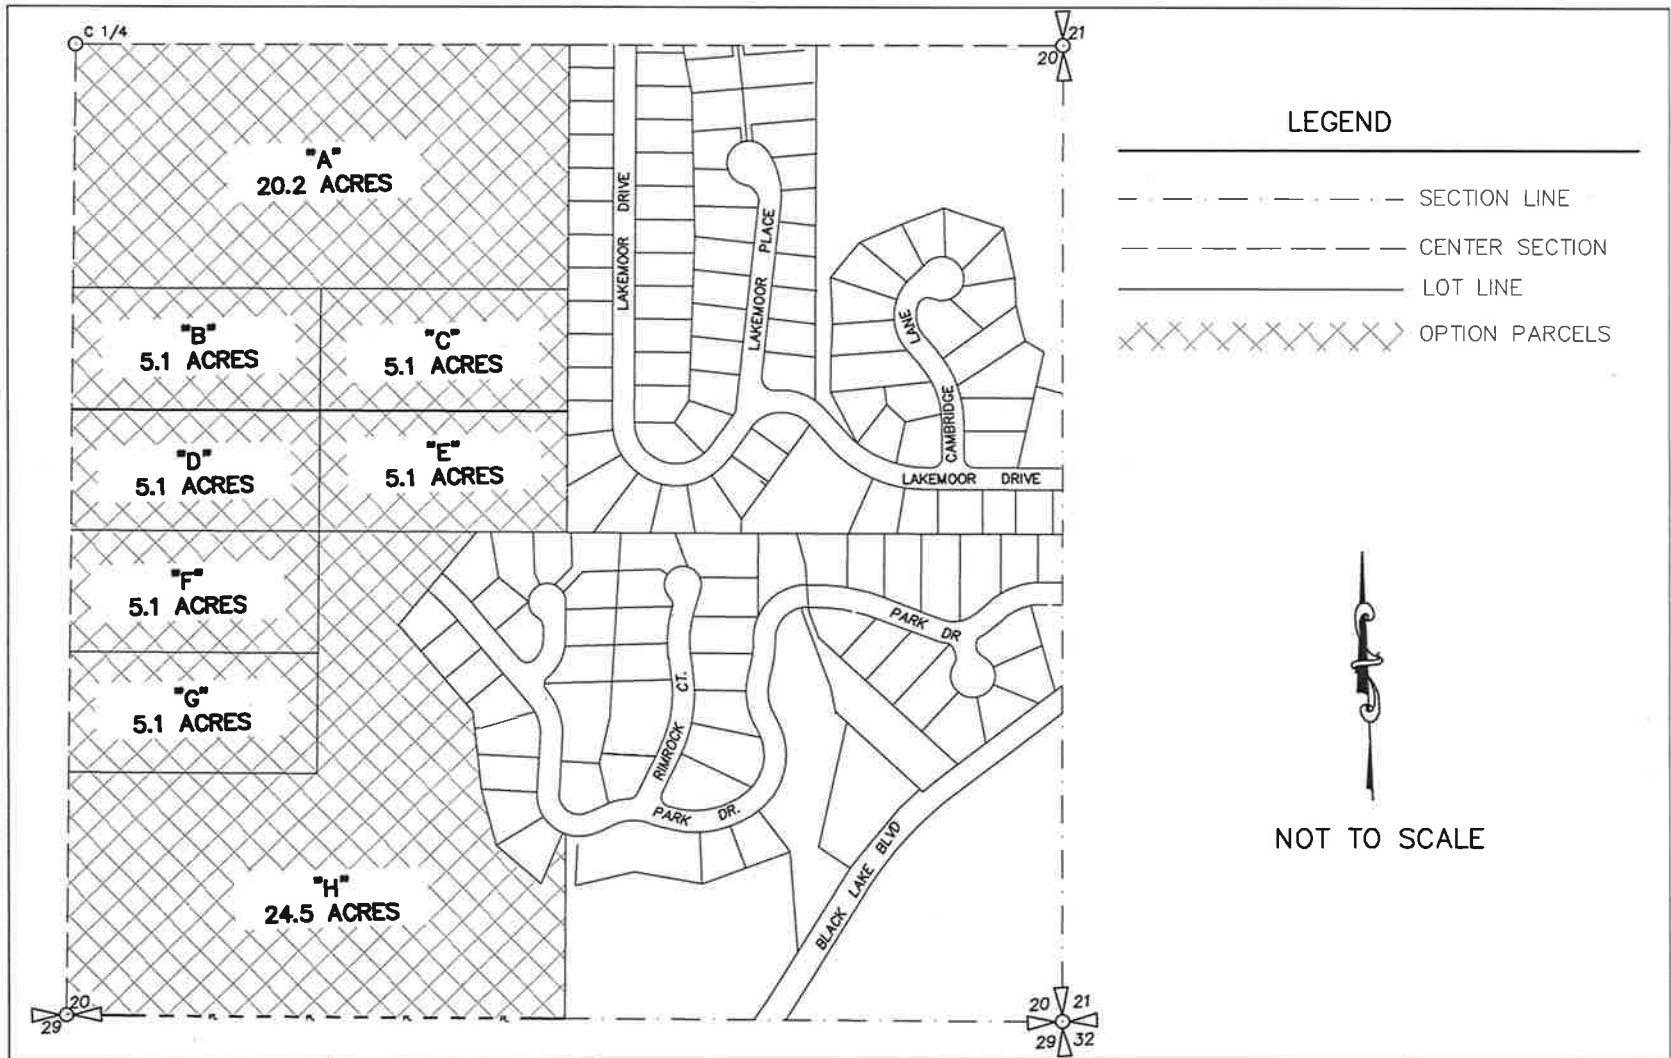 C 1/4
21
20
"A"
20.2 ACRES
"B"
5.1 ACRES
"C"
5.1 ACRES
"D"
5.1 ACRES
"E"
5.1 ACRES
"F"
5.1 ACRES
"G"
5.1 ACRES
"H"
24.5 ACRES
LAKEMOOR DRIVE
LAKEMOOR PLACE
CAMBRIDGE LANE
LAKEMOOR DRIVE
PARK DR
RIMROCK CT.
PARK DR.
BLACK LAKE BLVD
20
29
20 21
29 32
LEGEND
SECTION LINE
CENTER SECTION
LOT LINE
OPTION PARCELS
NOT TO SCALE